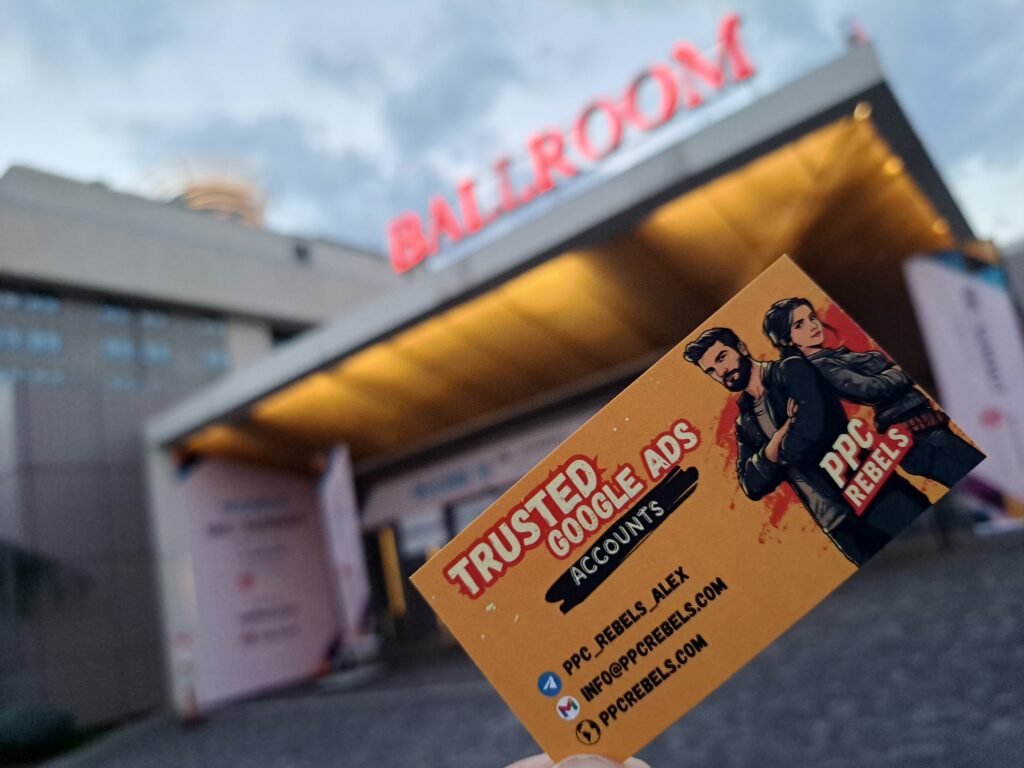 BALLROOM
TRUSTED
GOOGLE ADS
ACCOUNTS
PPC
REBELS
PPC_REBELS_ALEX
INFO@PPCREBELS.COM
PPCREBELS.COM